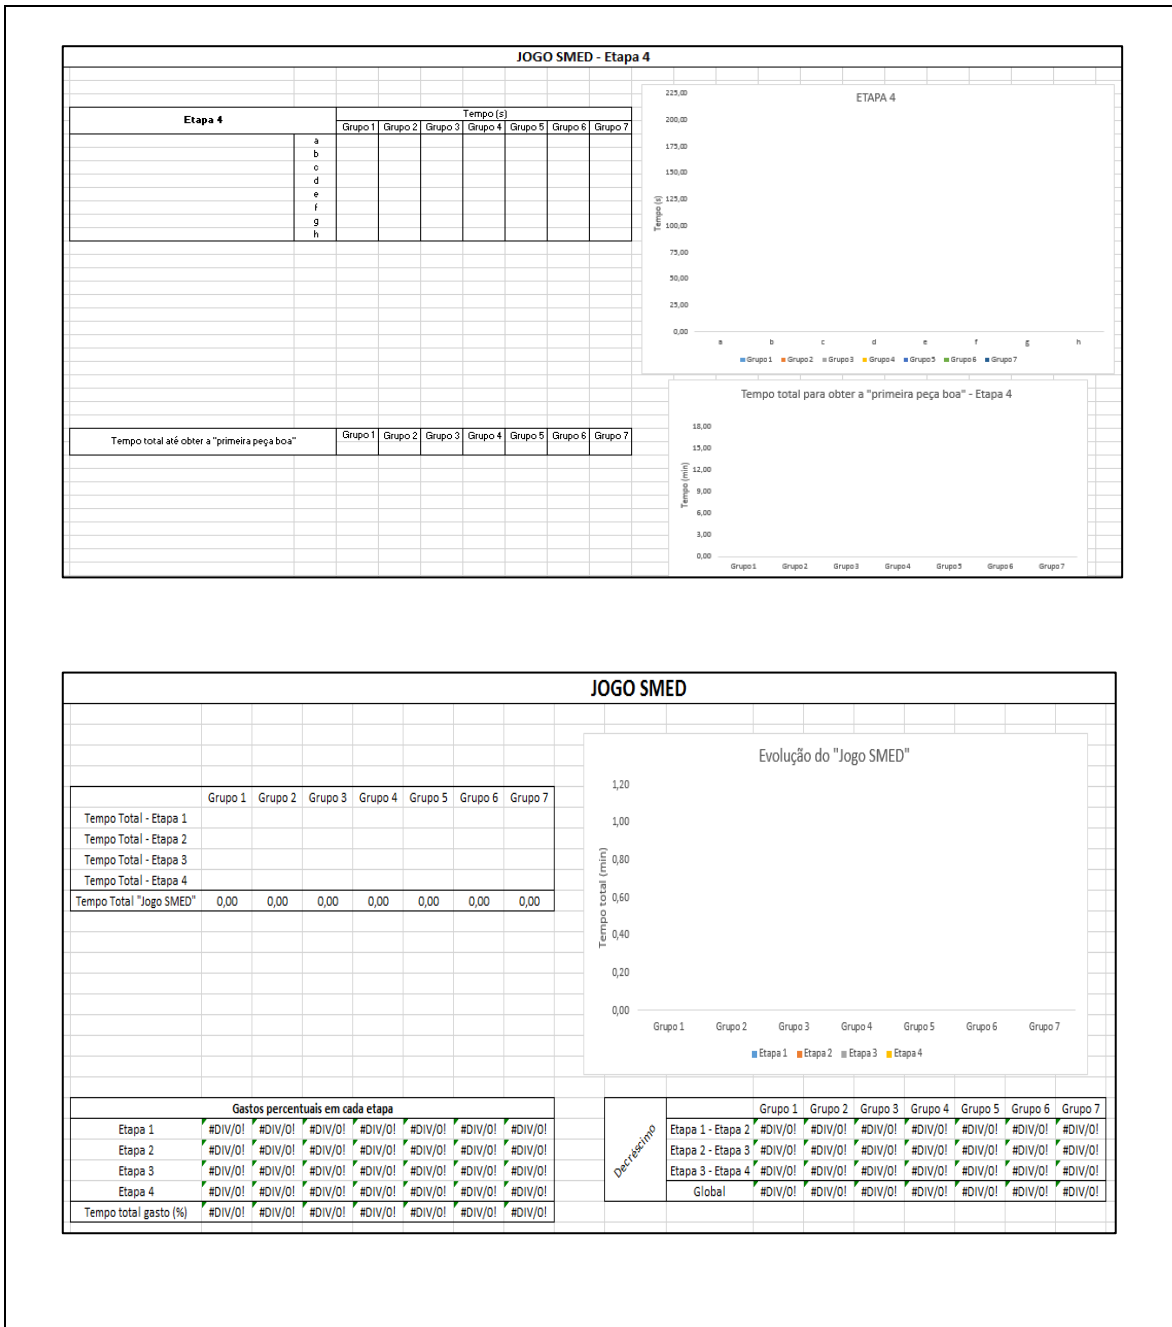 JOGO SMED - Etapa 4
Etapa 4
Tempo (s)
Grupo 1 Grupo 2 Grupo 3 Grupo 4 Grupo 5 Grupo 6 Grupo 7
a
b
c
d
e
f
g
h
ETAPA 4
225,00
200,00
175,00
150,00
125,00
100,00
75,00
50,00
25,00
0,00
Tempo (s)
a b c d e f g h
Grupo 1 Grupo 2 Grupo 3 Grupo 4 Grupo 5 Grupo 6 Grupo 7
Tempo total até obter a "primeira peça boa"
Grupo 1 Grupo 2 Grupo 3 Grupo 4 Grupo 5 Grupo 6 Grupo 7
Tempo total para obter a "primeira peça boa" - Etapa 4
18,00
15,00
12,00
9,00
6,00
3,00
0,00
Tempo (min)
Grupo 1 Grupo 2 Grupo 3 Grupo 4 Grupo 5 Grupo 6 Grupo 7
JOGO SMED
Grupo 1 Grupo 2 Grupo 3 Grupo 4 Grupo 5 Grupo 6 Grupo 7
Tempo Total - Etapa 1
Tempo Total - Etapa 2
Tempo Total - Etapa 3
Tempo Total - Etapa 4
Tempo Total "Jogo SMED" 0,00 0,00 0,00 0,00 0,00 0,00 0,00
Evolução do "Jogo SMED"
1,20
1,00
0,80
0,60
0,40
0,20
0,00
Tempo total (min)
Grupo 1 Grupo 2 Grupo 3 Grupo 4 Grupo 5 Grupo 6 Grupo 7
Etapa 1 Etapa 2 Etapa 3 Etapa 4
Gastos percentuais em cada etapa
Etapa 1 #DIV/0! #DIV/0! #DIV/0! #DIV/0! #DIV/0! #DIV/0! #DIV/0!
Etapa 2 #DIV/0! #DIV/0! #DIV/0! #DIV/0! #DIV/0! #DIV/0! #DIV/0!
Etapa 3 #DIV/0! #DIV/0! #DIV/0! #DIV/0! #DIV/0! #DIV/0! #DIV/0!
Etapa 4 #DIV/0! #DIV/0! #DIV/0! #DIV/0! #DIV/0! #DIV/0! #DIV/0!
Tempo total gasto (%) #DIV/0! #DIV/0! #DIV/0! #DIV/0! #DIV/0! #DIV/0! #DIV/0!
Decréscimo
Grupo 1 Grupo 2 Grupo 3 Grupo 4 Grupo 5 Grupo 6 Grupo 7
Etapa 1 - Etapa 2 #DIV/0! #DIV/0! #DIV/0! #DIV/0! #DIV/0! #DIV/0! #DIV/0!
Etapa 2 - Etapa 3 #DIV/0! #DIV/0! #DIV/0! #DIV/0! #DIV/0! #DIV/0! #DIV/0!
Etapa 3 - Etapa 4 #DIV/0! #DIV/0! #DIV/0! #DIV/0! #DIV/0! #DIV/0! #DIV/0!
Global #DIV/0! #DIV/0! #DIV/0! #DIV/0! #DIV/0! #DIV/0! #DIV/0!